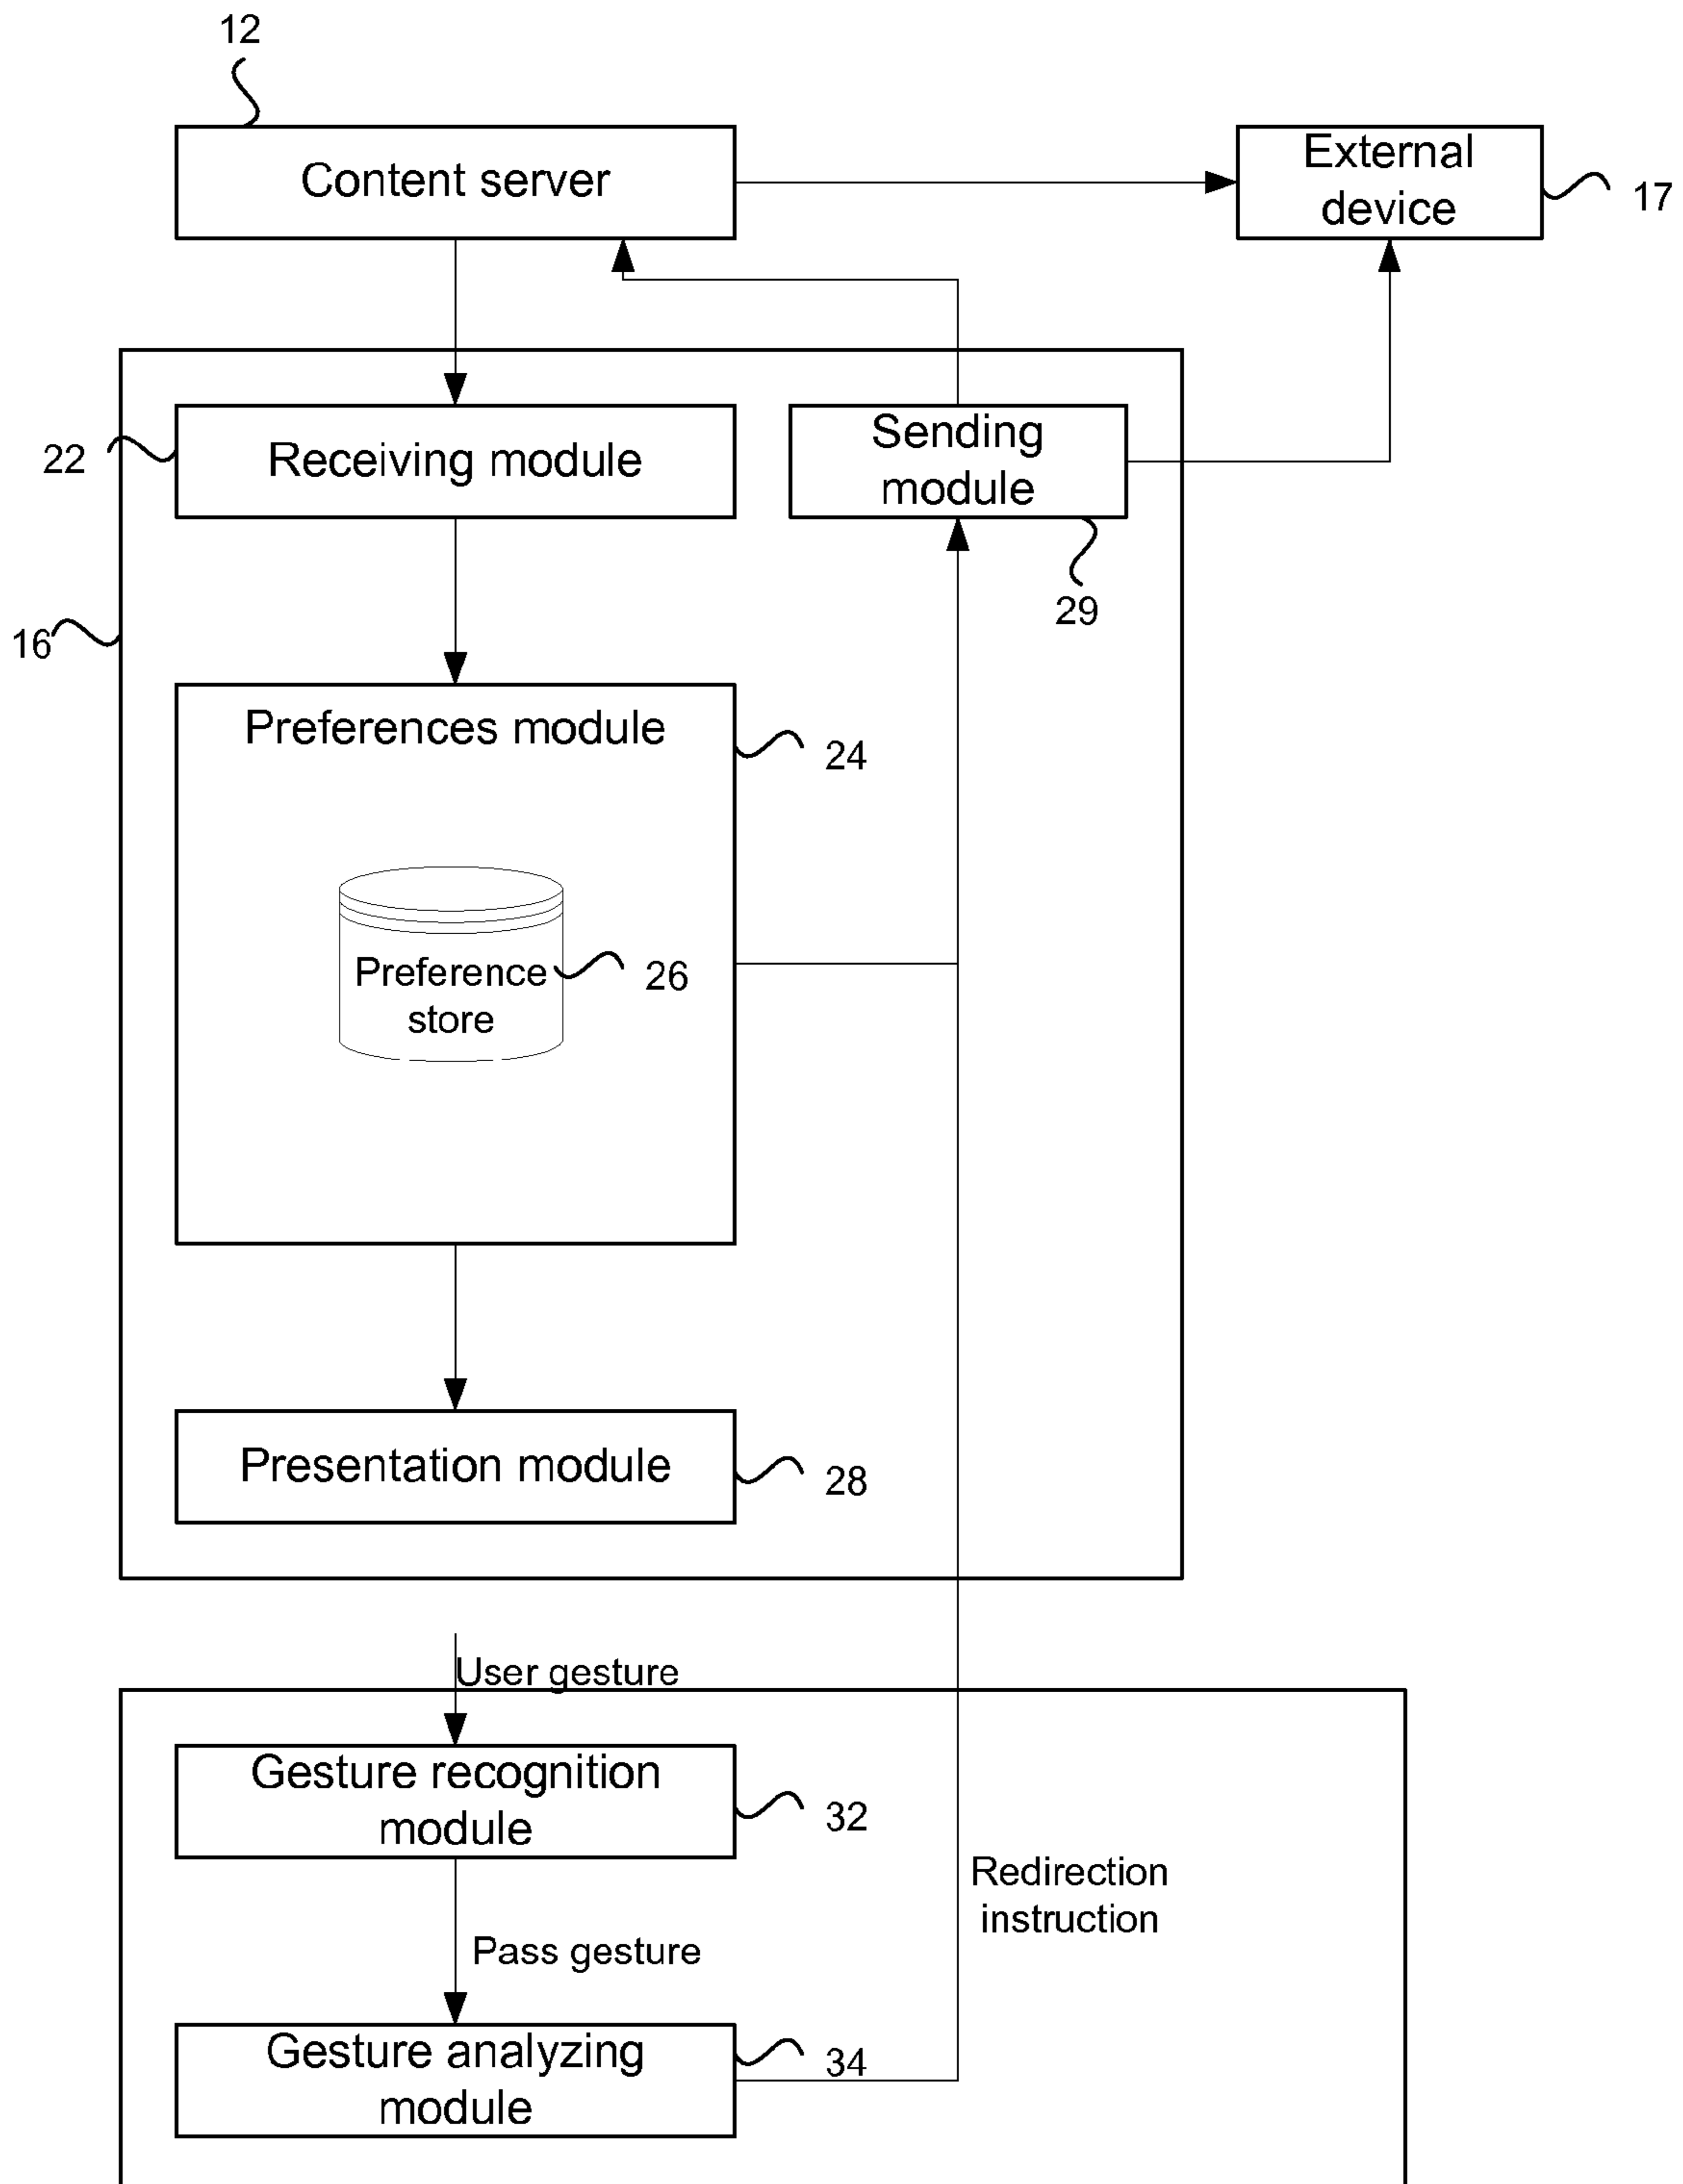 12
Content server
External
device
17
22
Receiving module
Sending
module
29
16
Preferences module
24
Preference
store
26
Presentation module
28
User gesture
Gesture recognition
module
32
Redirection
instruction
Pass gesture
Gesture analyzing
module
34